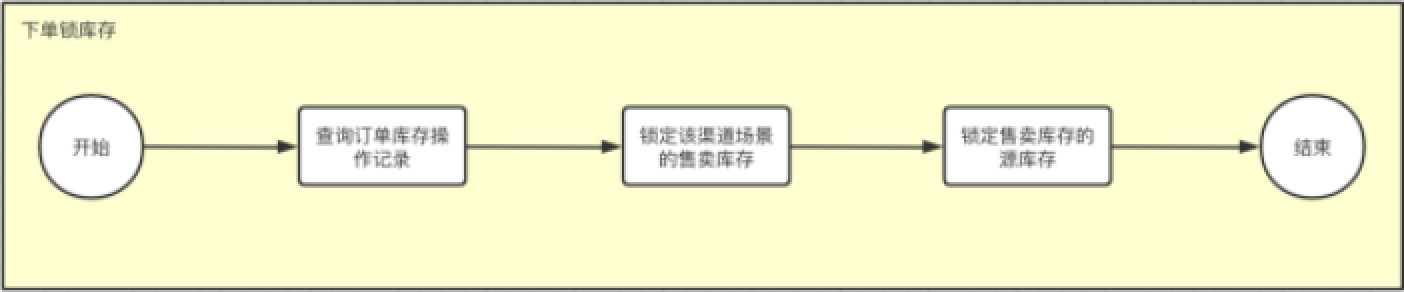 下单锁库存
开始
查询订单库存操
作记录
锁定该渠道场景
的售卖库存
锁定售卖库存的
源库存
结束